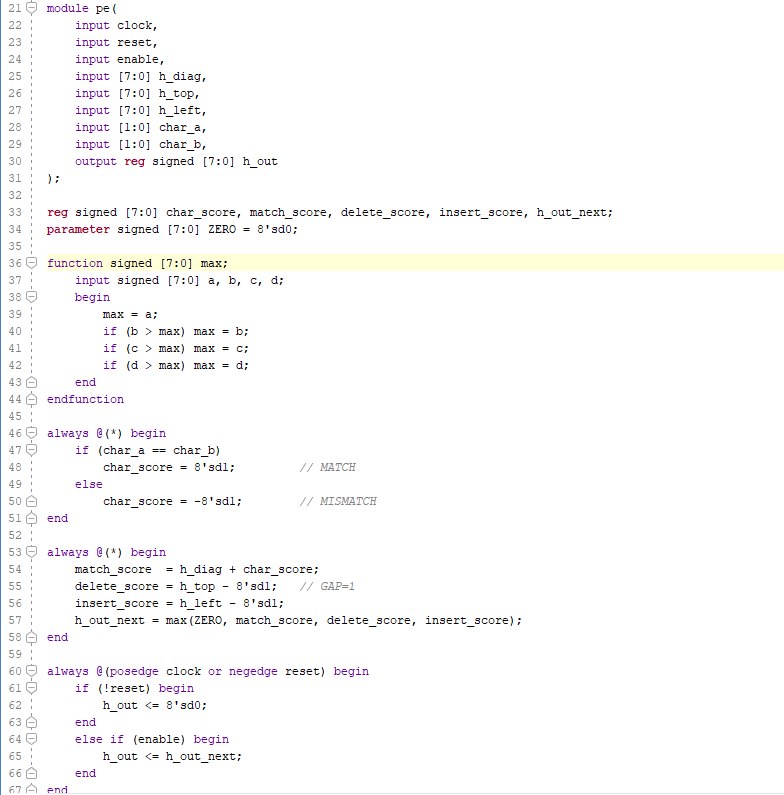 21 module pe(
22     input clock,
23     input reset,
24     input enable,
25     input [7:0] h_diag,
26     input [7:0] h_top,
27     input [7:0] h_left,
28     input [1:0] char_a,
29     input [1:0] char_b,
30     output reg signed [7:0] h_out
31 );
32
33 reg signed [7:0] char_score, match_score, delete_score, insert_score, h_out_next;
34 parameter signed [7:0] ZERO = 8'sd0;
35
36 function signed [7:0] max;
37     input signed [7:0] a, b, c, d;
38     begin
39         max = a;
40         if (b > max) max = b;
41         if (c > max) max = c;
42         if (d > max) max = d;
43     end
44 endfunction
45
46 always @(*) begin
47     if (char_a == char_b)
48         char_score = 8'sd1;         // MATCH
49     else
50         char_score = -8'sd1;        // MISMATCH
51 end
52
53 always @(*) begin
54     match_score  = h_diag + char_score;
55     delete_score = h_top - 8'sd1;   // GAP=1
56     insert_score = h_left - 8'sd1;
57     h_out_next = max(ZERO, match_score, delete_score, insert_score);
58 end
59
60 always @(posedge clock or negedge reset) begin
61     if (!reset) begin
62         h_out <= 8'sd0;
63     end
64     else if (enable) begin
65         h_out <= h_out_next;
66     end
67 end